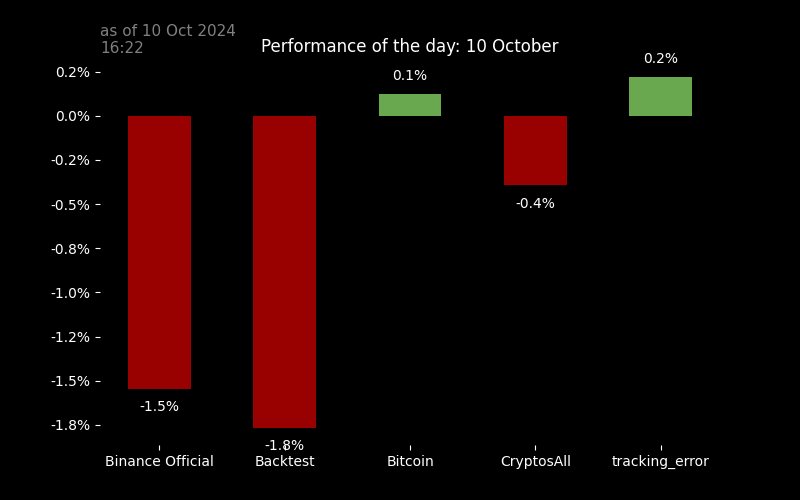 as of 10 Oct 2024
16:22
Performance of the day: 10 October
0.2%
0.0%
-0.2%
-0.5%
-0.8%
-1.0%
-1.2%
-1.5%
-1.8%
-1.5%
-1.8%
0.1%
-0.4%
0.2%
Binance Official
Backtest
Bitcoin
CryptosAll
tracking_error